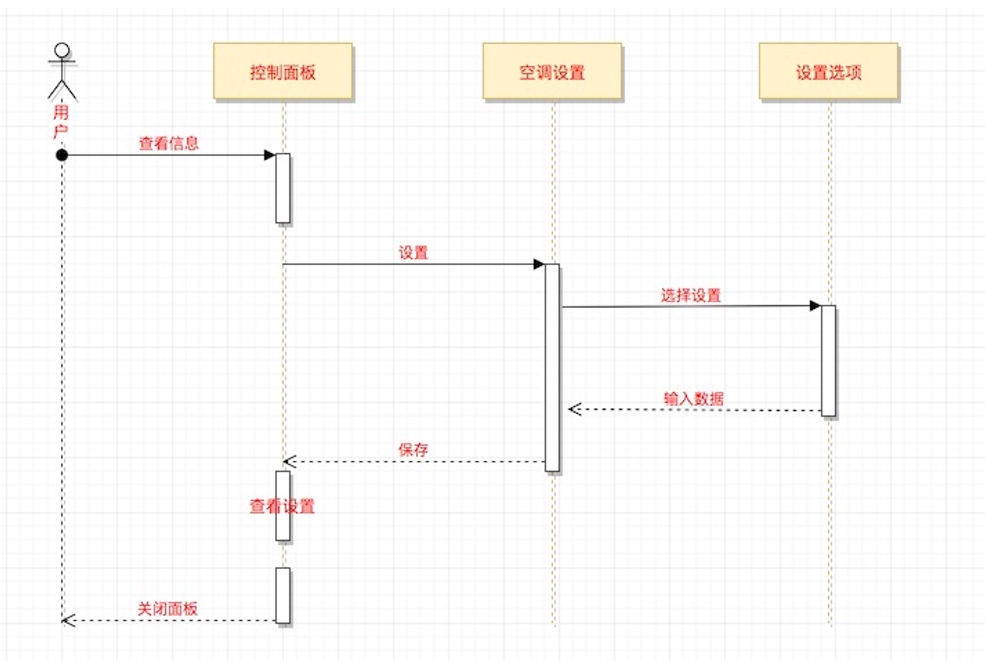 控制面板
空调设置
设置选项
用
户
查看信息
设置
选择设置
输入数据
保存
查看设置
关闭面板